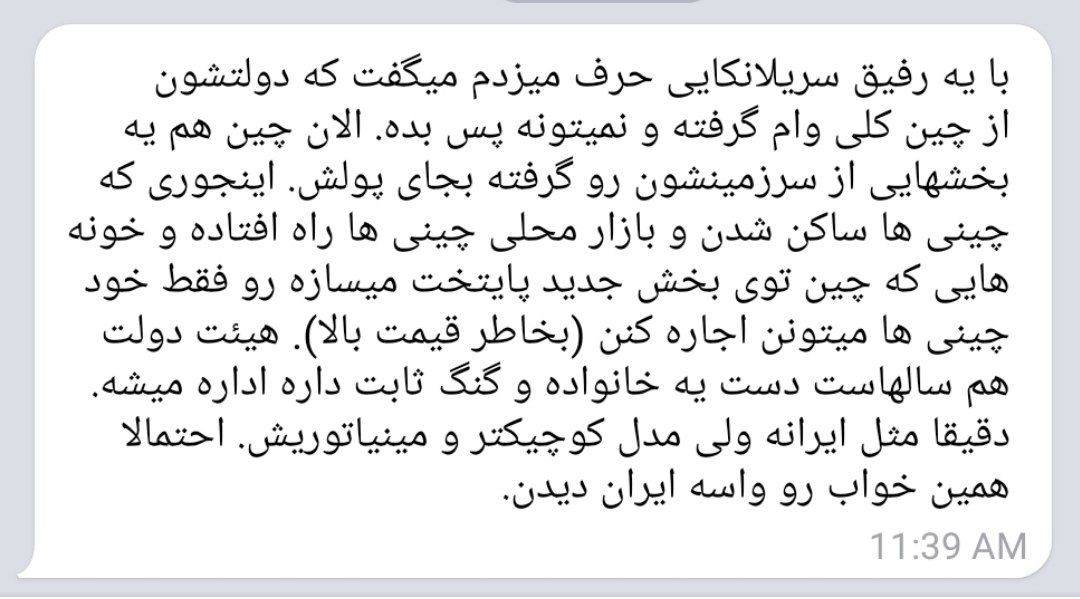 با یه رفیق سریلانکایی حرف میزدم میگفت که دولتشون
از چین کلی وام گرفته و نمیتونه پس بده. الان چین هم یه
بخشهایی از سرزمینشون رو گرفته بجای پولش. اینجوری که
چینی ها ساکن شدن و بازار محلی چینی ها راه افتاده و خونه
هایی که چین توی بخش جدید پایتخت میسازه رو فقط خود
چینی ها میتونن اجاره کنن (بخاطر قیمت بالا). هیئت دولت
هم سالهاست دست یه خانواده و گنگ ثابت داره اداره میشه.
دقیقا مثل ایرانه ولی مدل کوچیکتر و مینیاتوریش. احتمالا
همین خواب رو واسه ایران دیدن.
11:39 AM